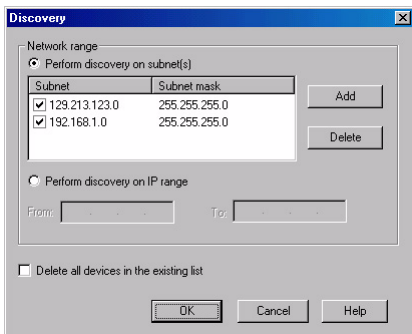 Discovery
Network range
Perform discovery on subnet(s)
Subnet Subnet mask
129.213.123.0 255.255.255.0
192.168.1.0 255.255.255.0
Add
Delete
Perform discovery on IP range
From: . . . To: . . .
Delete all devices in the existing list
OK Cancel Help